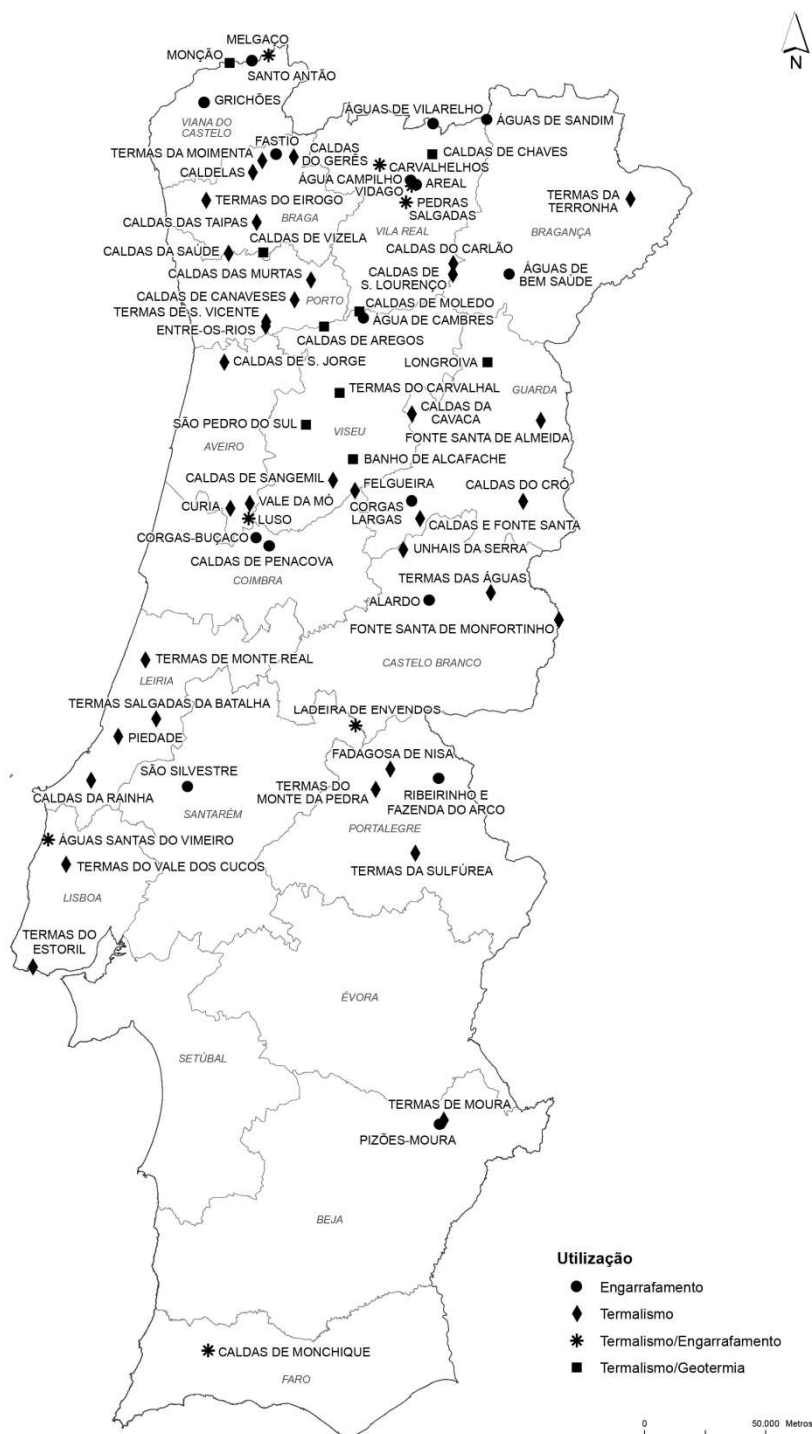 N
MELGAÇO
MONÇÃO
SANTO ANTÃO
GRICHÕES
VIANA DO
CASTELO
ÁGUAS DE VILARELHO
ÁGUAS DE SANDIM
FASTIO
TERMAS DA MOIMENTA
CALDAS
DO GERÊS
CALDAS DE CHAVES
CARVALHELHOS
CALDELAS
ÁGUA CAMPILHO
VIDAGO
AREAL
TERMAS DO EIROGO
PEDRAS
SALGADAS
TERMAS DA
TERRONHA
CALDAS DAS TAIPAS
BRAGA
VILA REAL
BRAGANÇA
CALDAS DE VIZELA
CALDAS DA SAÚDE
CALDAS DO CARLÃO
CALDAS DAS MURTAS
CALDAS DE
S. LOURENÇO
ÁGUAS DE
BEM SAÚDE
CALDAS DE CANAVESES
PORTO
CALDAS DE MOLEDO
TERMAS DE S. VICENTE
ÁGUA DE CAMBRES
ENTRE-OS-RIOS
CALDAS DE AREGOS
CALDAS DE S. JORGE
LONGROIVA
TERMAS DO CARVALHAL
GUARDA
CALDAS DA
CAVACA
SÃO PEDRO DO SUL
VISEU
FONTE SANTA DE ALMEIDA
AVEIRO
BANHO DE ALCAFACHE
CALDAS DE SANGEMIL
FELGUEIRA
CALDAS DO CRÓ
CURIA
VALE DA MÓ
CORGAS
LARGAS
LUSO
CALDAS E FONTE SANTA
CORGAS-BUÇACO
CALDAS DE PENACOVA
UNHAIS DA SERRA
COIMBRA
TERMAS DAS ÁGUAS
ALARDO
FONTE SANTA DE MONFORTINHO
TERMAS DE MONTE REAL
LEIRIA
CASTELO BRANCO
TERMAS SALGADAS DA BATALHA
LADEIRA DE ENVENDOS
PIEDADE
FADAGOSA DE NISA
SÃO SILVESTRE
CALDAS DA RAINHA
TERMAS DO
MONTE DA PEDRA
RIBEIRINHO E
FAZENDA DO ARCO
SANTARÉM
PORTALEGRE
ÁGUAS SANTAS DO VIMEIRO
TERMAS DO VALE DOS CUCOS
TERMAS DA SULFÚREA
LISBOA
TERMAS DO
ESTORIL
ÉVORA
SETÚBAL
TERMAS DE MOURA
PIZÕES-MOURA
BEJA
Utilização
Engarrafamento
Termalismo
Termalismo/Engarrafamento
Termalismo/Geotermia
CALDAS DE MONCHIQUE
FARO
0 50.000 Metros